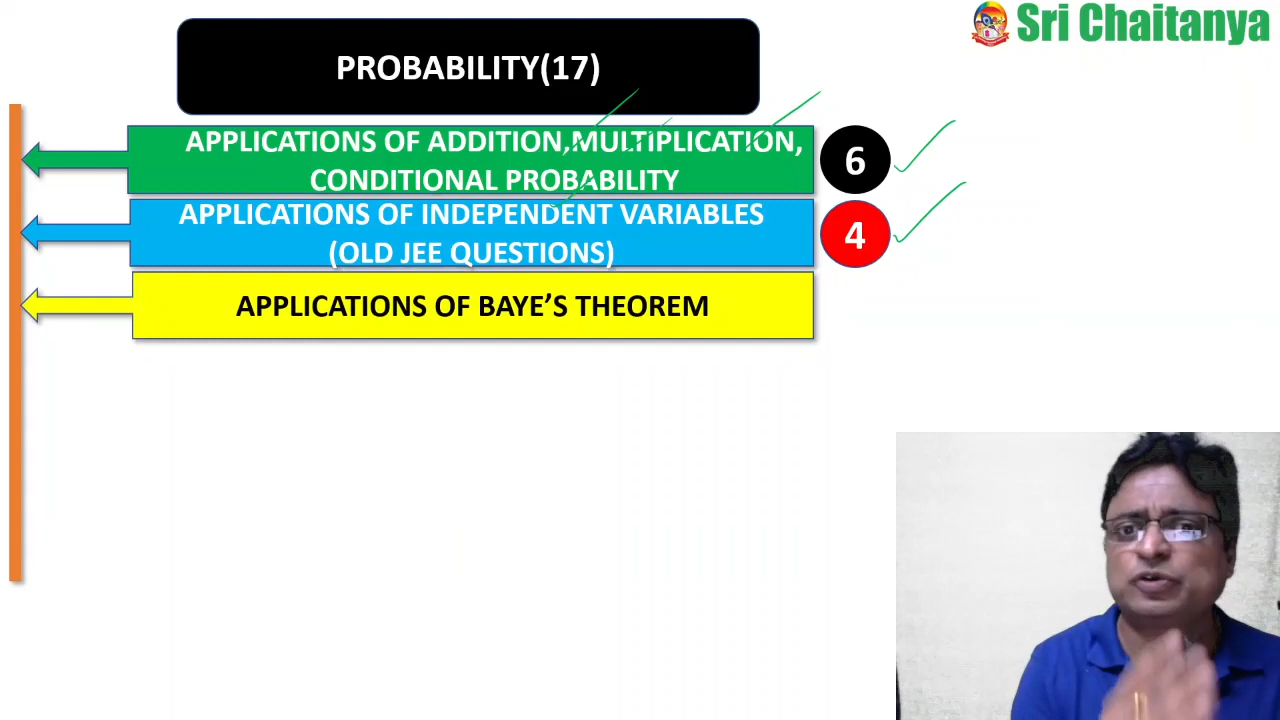 Sri Chaitanya
PROBABILITY(17)
APPLICATIONS OF ADDITION,MULTIPLICATION,
CONDITIONAL PROBABILITY
6
APPLICATIONS OF INDEPENDENT VARIABLES
(OLD JEE QUESTIONS)
4
APPLICATIONS OF BAYE’S THEOREM